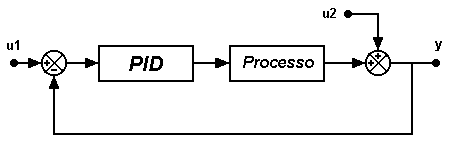 u2
u1
y
PID
Processo
+
−
+
+